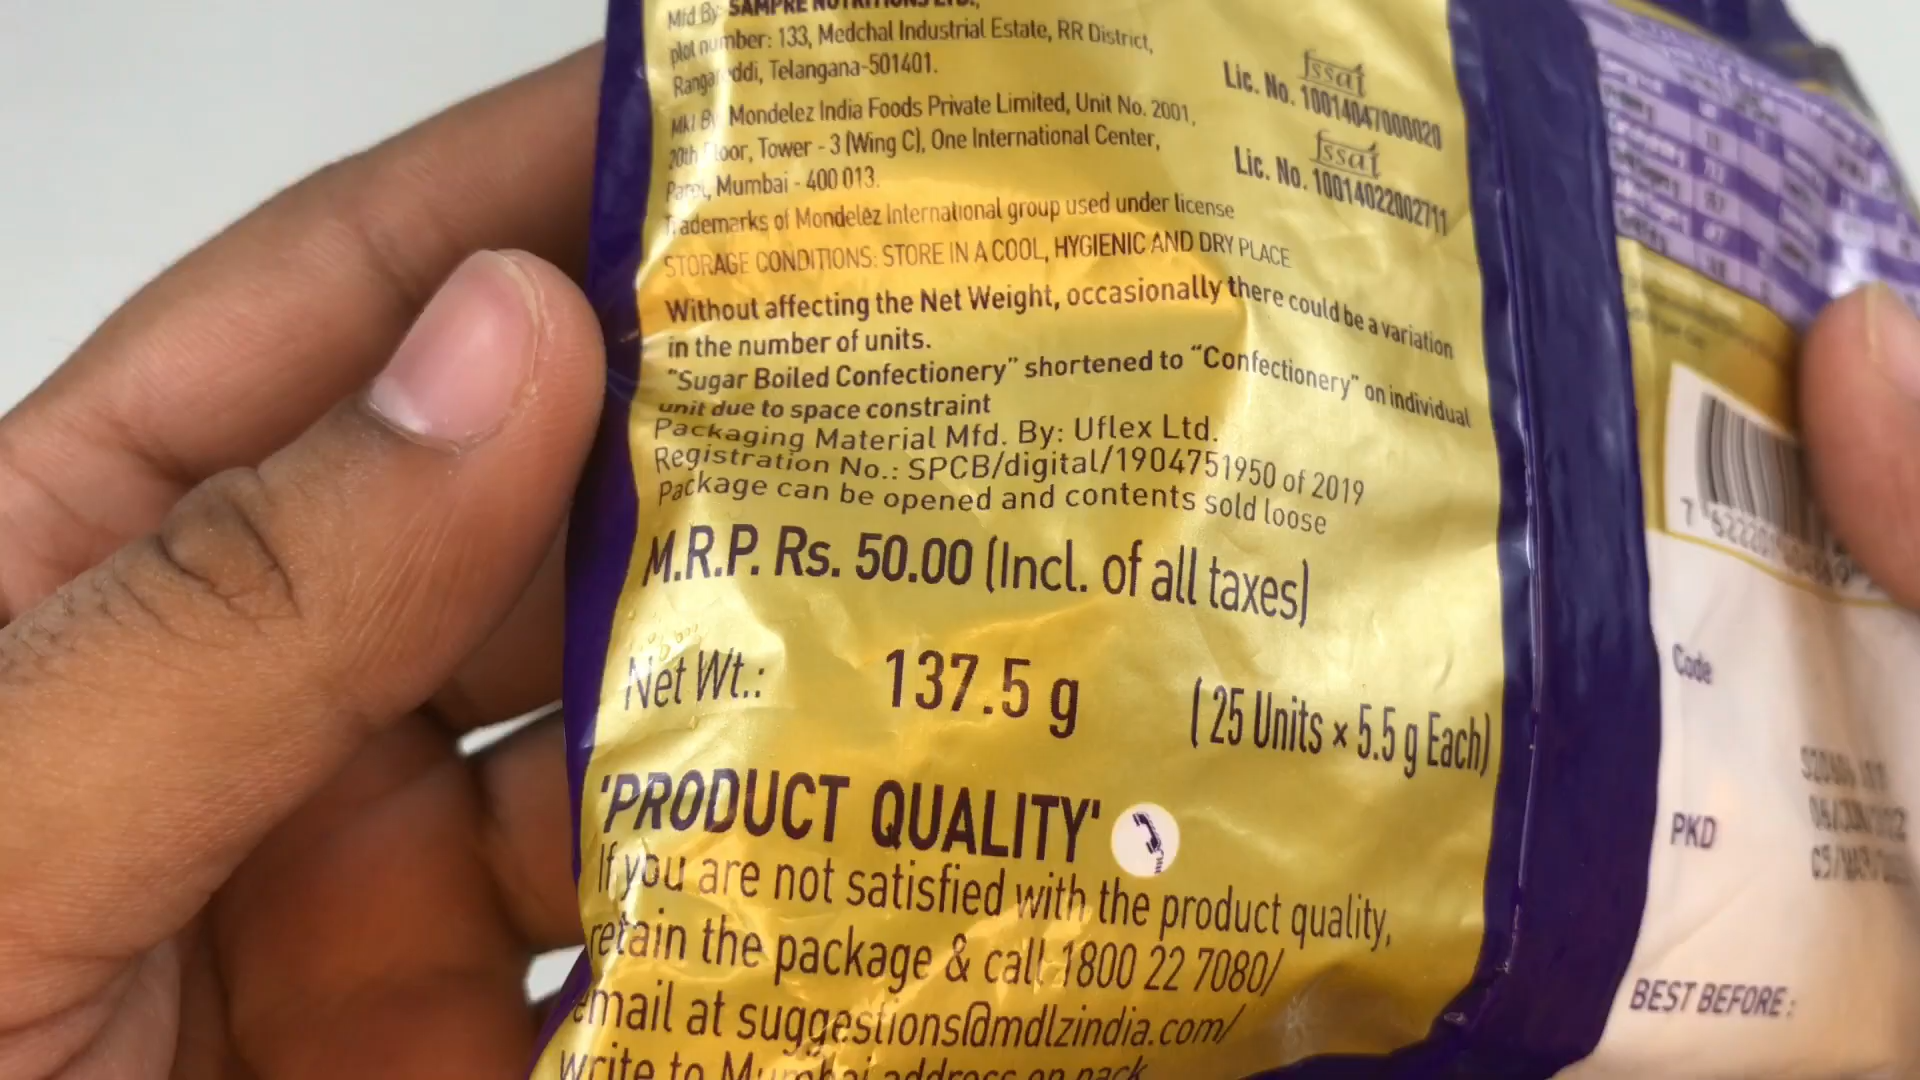 Mfd By SAMPRE NUTRITIONS LTD.,
plot number: 133, Medchal Industrial Estate, RR District,
Rangareddi, Telangana-501401.
Mkt By Mondelez India Foods Private Limited, Unit No. 2001,
20th Floor, Tower - 3 (Wing C), One International Center,
Parel, Mumbai - 400 013.
Trademarks of Mondelēz International group used under license
STORAGE CONDITIONS: STORE IN A COOL, HYGIENIC AND DRY PLACE
fssai
Lic. No. 10014047000020
fssai
Lic. No. 10014022002711
Without affecting the Net Weight, occasionally there could be a variation
in the number of units.
"Sugar Boiled Confectionery" shortened to "Confectionery" on individual
unit due to space constraint
Packaging Material Mfd. By: Uflex Ltd.
Registration No.: SPCB/digital/1904751950 of 2019
Package can be opened and contents sold loose
M.R.P. Rs. 50.00 (Incl. of all taxes)
Net Wt.: 137.5 g (25 Units × 5.5 g Each)
'PRODUCT QUALITY'
If you are not satisfied with the product quality,
retain the package & call 1800 22 7080/
email at suggestions@mdlzindia.com/
write to Mumbai address on pack
Code
PKD
BEST BEFORE :